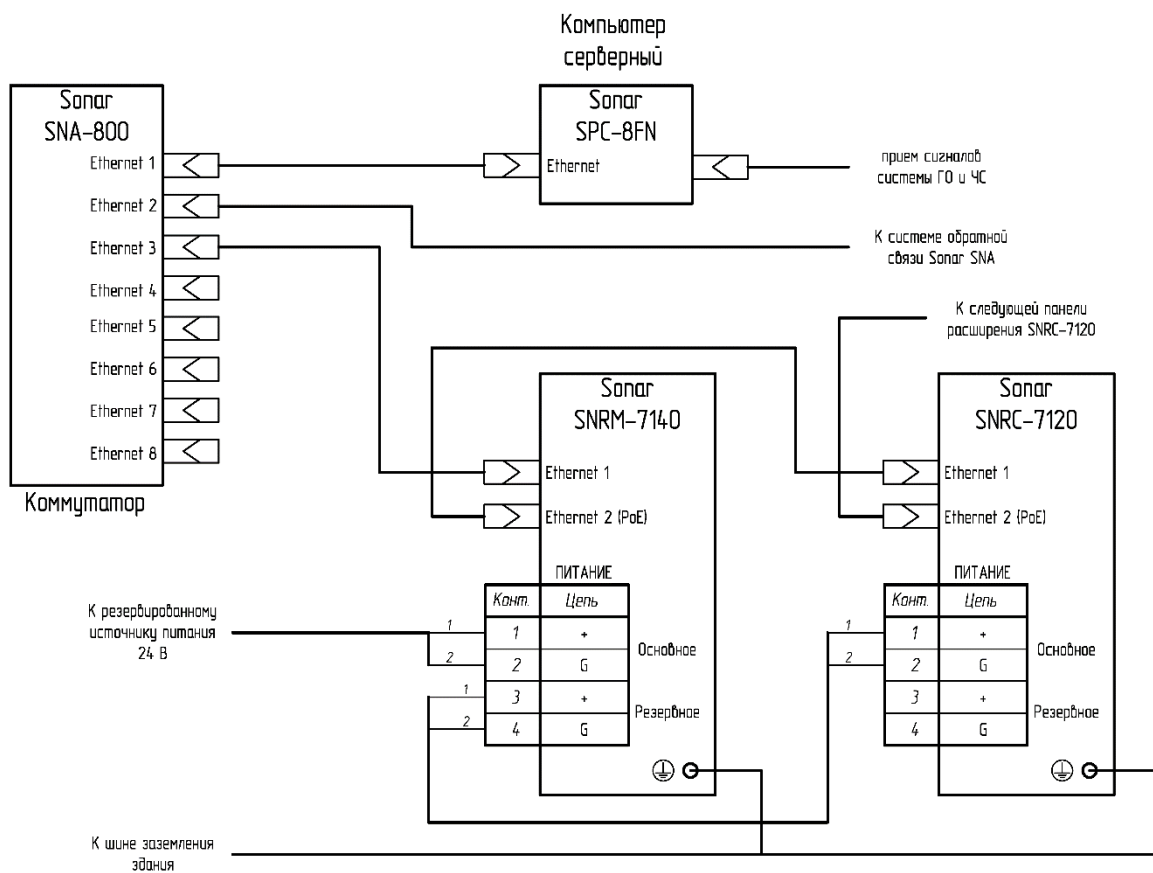 Компьютер
серверный
Sonar
SNA-800
Ethernet 1
Ethernet 2
Ethernet 3
Ethernet 4
Ethernet 5
Ethernet 6
Ethernet 7
Ethernet 8
Коммутатор
Sonar
SPC-8FN
Ethernet
прием сигналов
системы ГО и ЧС
К системе обратной
связи Sonar SNA
К следующей панели
расширения SNRC-7120
Sonar
SNRM-7140
Ethernet 1
Ethernet 2 (PoE)
ПИТАНИЕ
Конт. Цепь
1 1 +
2 2 G
Основное
1 3 +
2 4 G
Резервное
Sonar
SNRC-7120
Ethernet 1
Ethernet 2 (PoE)
ПИТАНИЕ
Конт. Цепь
1 1 +
2 2 G
Основное
3 +
4 G
Резервное
К резервированному
источнику питания
24 В
К шине заземления
здания